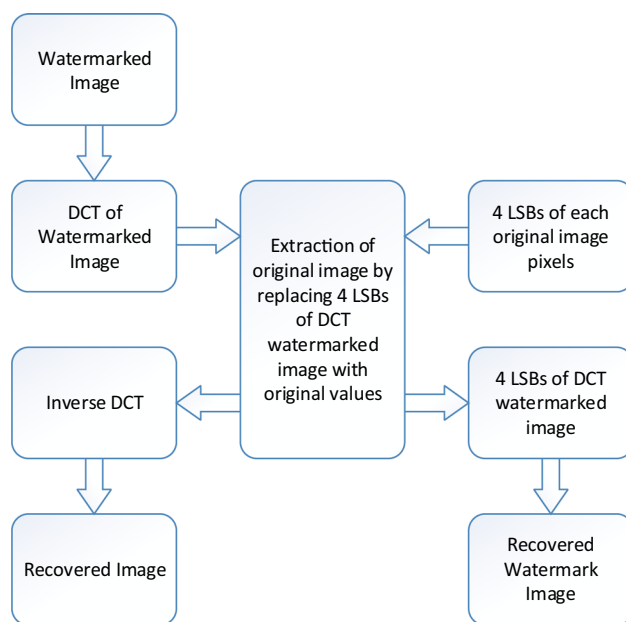 Watermarked
Image
DCT of
Watermarked
Image
Extraction of
original image by
replacing 4 LSBs
of DCT
watermarked
image with
original values
4 LSBs of each
original image
pixels
Inverse DCT
4 LSBs of DCT
watermarked
image
Recovered Image
Recovered
Watermark
Image